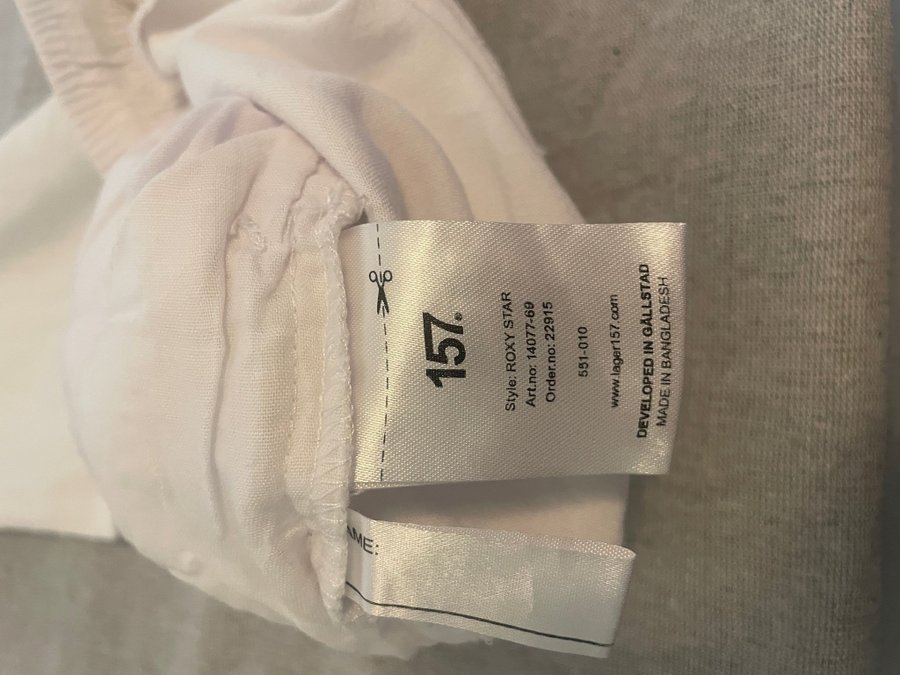 157®
Style: ROXY STAR
Art.no: 14077-69
Order.no: 22915
551-010
www.lager157.com
DEVELOPED IN GÄLLSTAD
MADE IN BANGLADESH
AME: